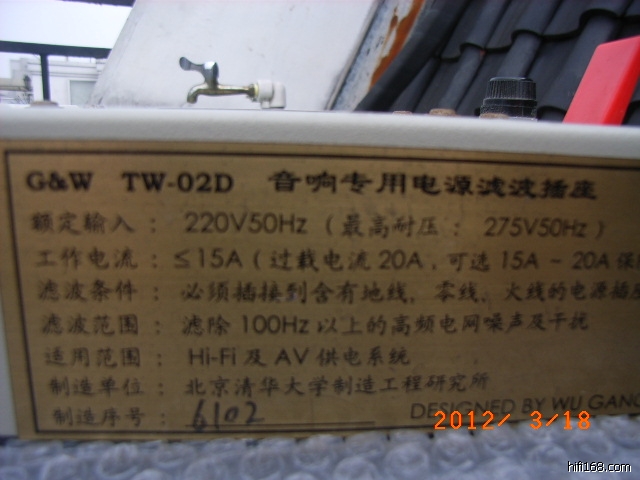 G&W TW-02D 音响专用电源滤波插座
额定输入： 220V50Hz（最高耐压： 275V50Hz）
工作电流： ≤15A（过载电流 20A，可选 15A ~ 20A 保
滤波条件： 必须插接到含有地线，零线、火线的电源插座
滤波范围： 滤除 100Hz 以上的高频电网噪声及干扰
适用范围： Hi-Fi 及 AV 供电系统
制造单位： 北京清华大学制造工程研究所
制造序号： 6102
DESIGNED BY WU GANG
2012/ 3/18
hifi168.com